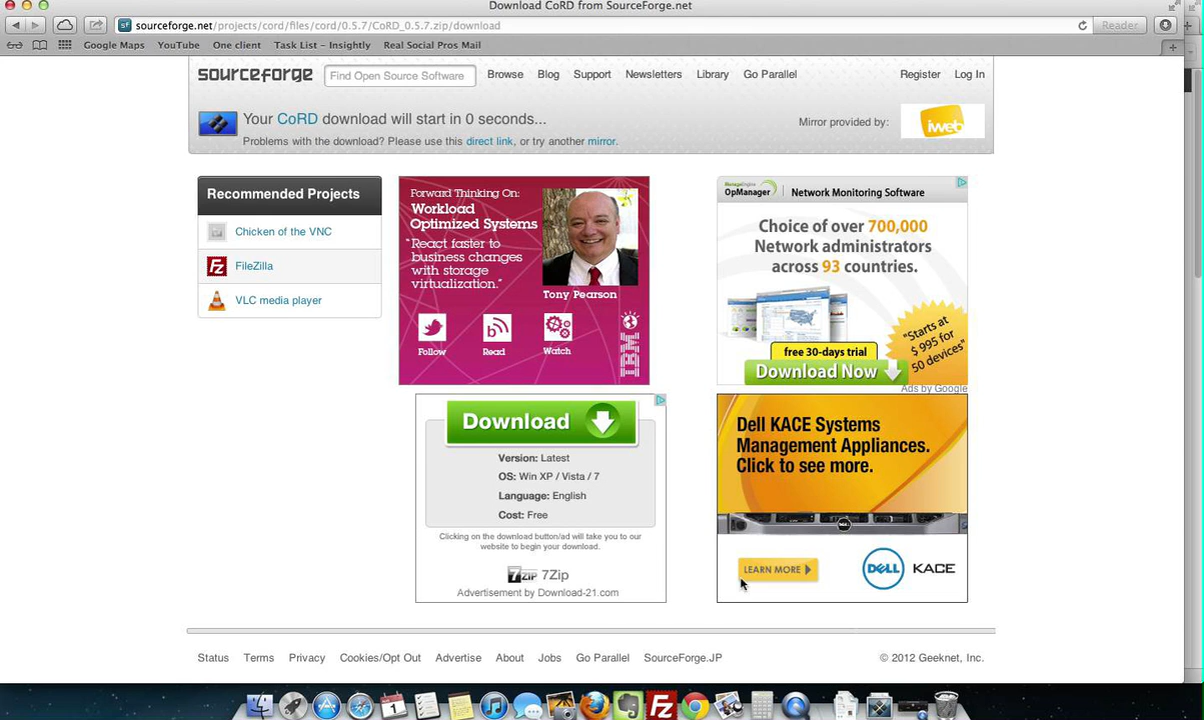 Download CoRD from SourceForge.net
sourceforge.net/projects/cord/files/cord/0.5.7/CoRD_0.5.7.zip/download
Reader
Google Maps
YouTube
One client
Task List – Insightly
Real Social Pros Mail
sourceforge
Find Open Source Software
Browse
Blog
Support
Newsletters
Library
Go Parallel
Register
Log In
Your CoRD download will start in 0 seconds...
Problems with the download? Please use this direct link, or try another mirror.
Mirror provided by:
iweb
Recommended Projects
Chicken of the VNC
Fz FileZilla
VLC media player
Forward Thinking On:
Workload
Optimized Systems
"React faster to
business changes
with storage
virtualization."
Tony Pearson
Follow
Read
Watch
IBM
ManageEngine
OpManager
Network Monitoring Software
Choice of over 700,000
Network administrators
across 93 countries.
"Starts at
$ 995 for
50 devices"
free 30-days trial
Download Now
Ads by Google
Download
Version: Latest
OS: Win XP / Vista / 7
Language: English
Cost: Free
Clicking on the download button/ad will take you to our
website to begin your download.
7ZIP 7Zip
Advertisement by Download-21.com
Dell KACE Systems
Management Appliances.
Click to see more.
LEARN MORE
DELL KACE
Status
Terms
Privacy
Cookies/Opt Out
Advertise
About
Jobs
Go Parallel
SourceForge.JP
© 2012 Geeknet, Inc.
1
Fz